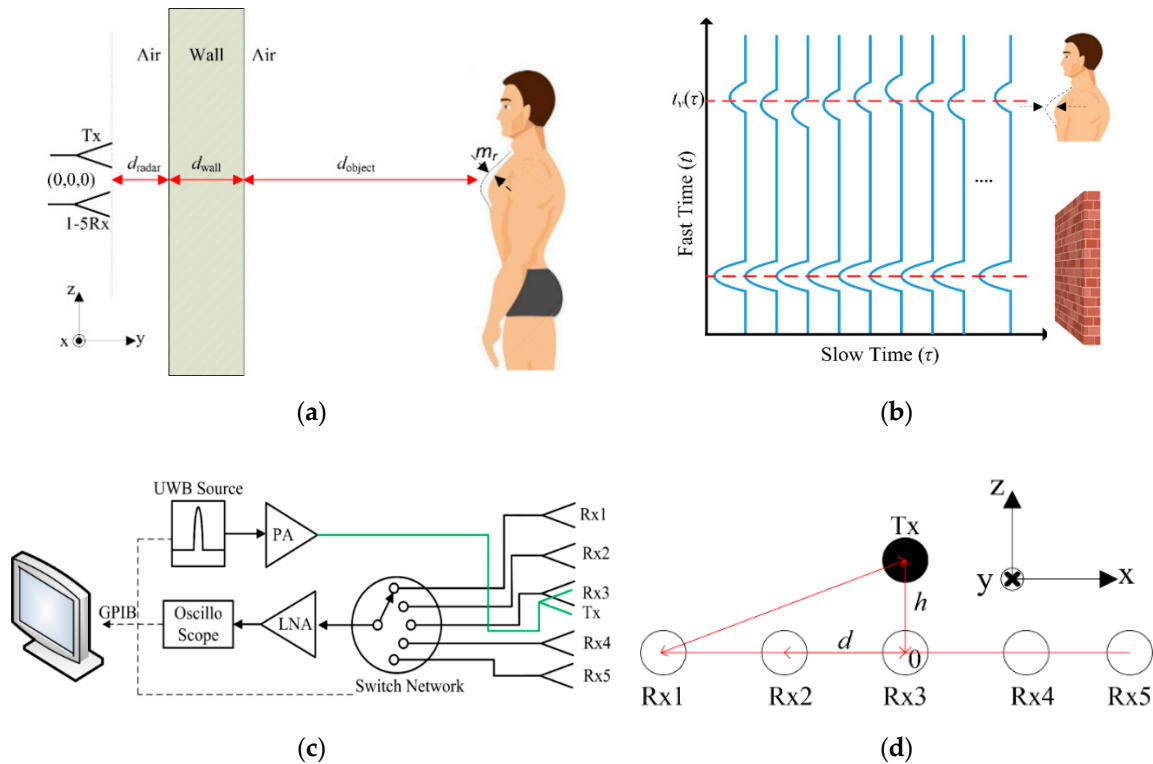 Air
Wall
Air
Tx
d_radar
d_wall
d_object
m_r
(0,0,0)
1-5Rx
z
x
y
(a)
t_v(τ)
Fast Time (t)
....
Slow Time (τ)
(b)
UWB Source
PA
Rx1
Rx2
Rx3
Tx
GPIB
Oscillo
Scope
LNA
Rx4
Rx5
Switch Network
(c)
z
Tx
y
x
h
d
0
Rx1
Rx2
Rx3
Rx4
Rx5
(d)